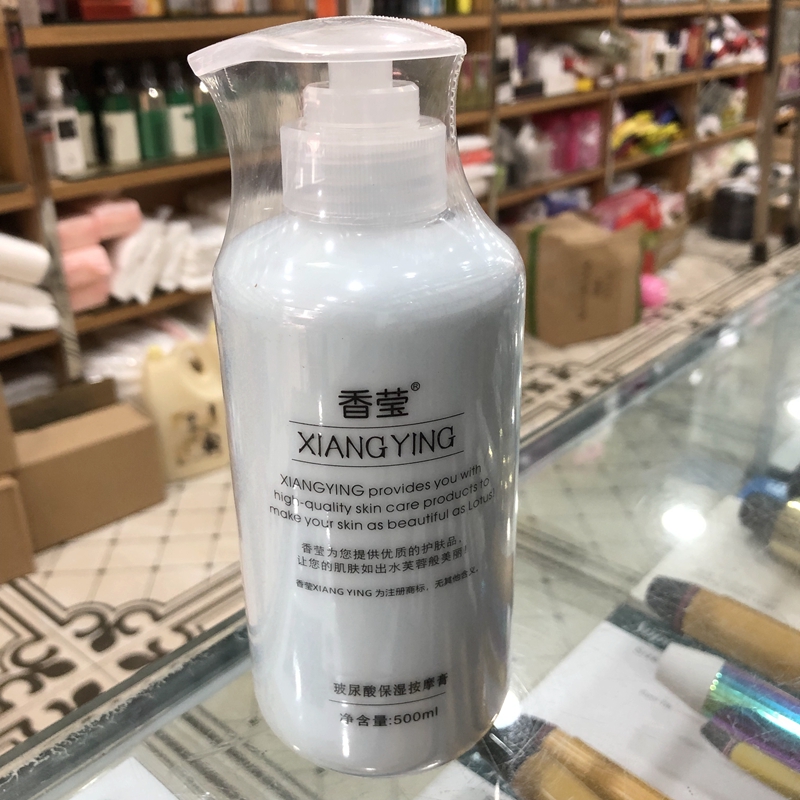 香莹®
XIANG YING
XIANGYING provides you with
high-quality skin care products to
make your skin as beautiful as Lotus!
香莹为您提供优质的护肤品，
让您的肌肤如出水芙蓉般美丽！
香莹XIANG YING 为注册商标，无其他含义。
玻尿酸保湿按摩膏
净含量:500ml